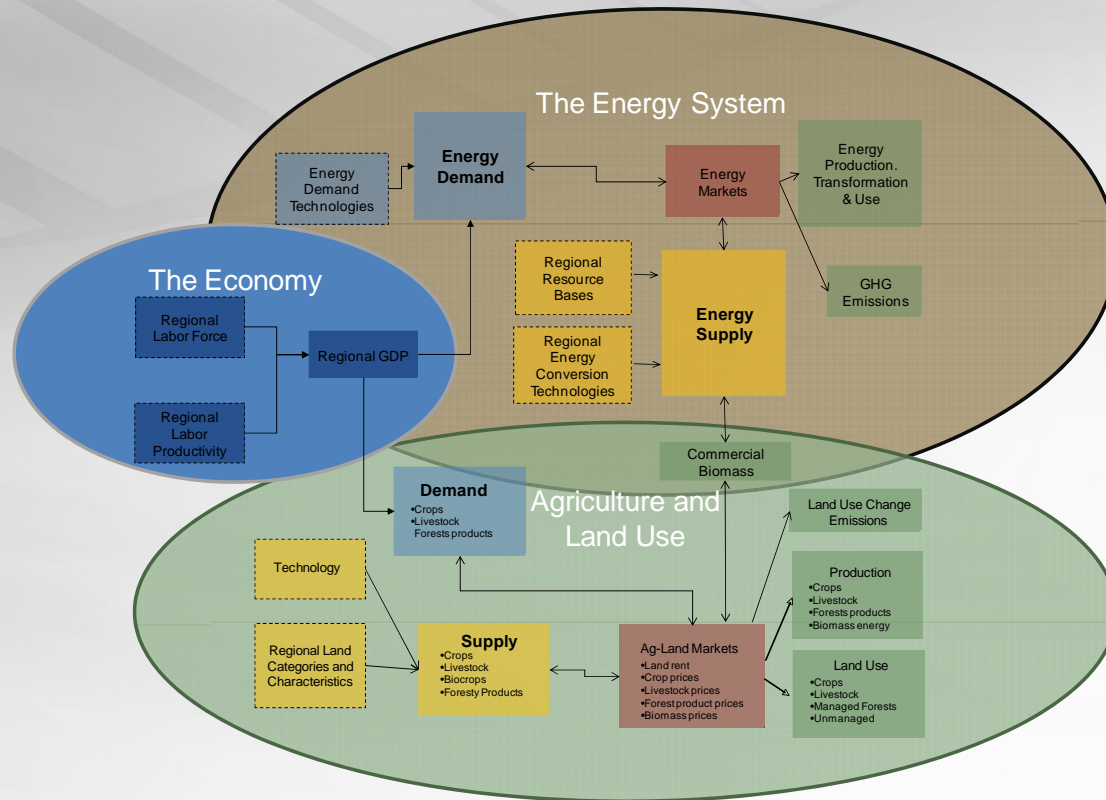 The Energy System
Energy
Demand
Technologies
Energy
Demand
Energy
Markets
Energy
Production.
Transformation
& Use
Regional
Resource
Bases
Energy
Supply
GHG
Emissions
Regional
Energy
Conversion
Technologies
The Economy
Regional
Labor Force
Regional GDP
Regional
Labor
Productivity
Commercial
Biomass
Agriculture and
Land Use
Demand
•Crops
•Livestock
Forests products
Land Use Change
Emissions
Technology
Production
•Crops
•Livestock
•Forests products
•Biomass energy
Regional Land
Categories and
Characteristics
Supply
•Crops
•Livestock
•Biocrops
•Foresty Products
Ag-Land Markets
•Land rent
•Crop prices
•Livestock prices
•Forest product prices
•Biomass prices
Land Use
•Crops
•Livestock
•Managed Forests
•Unmanaged